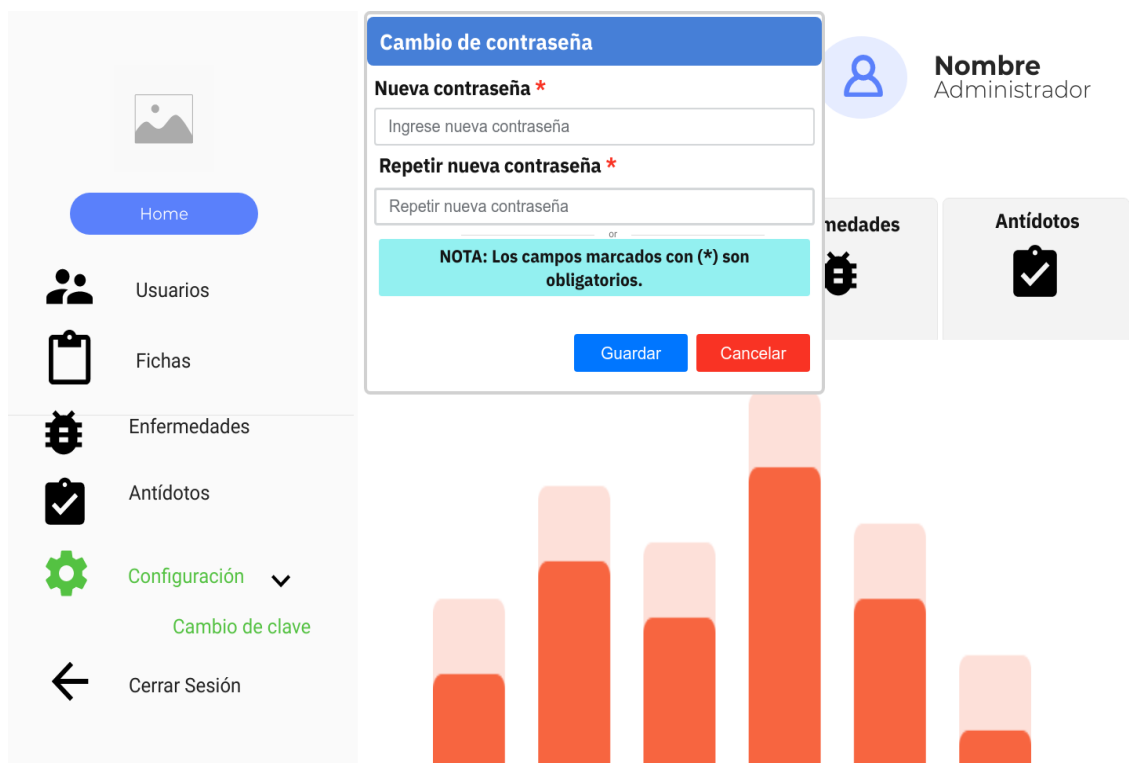 Home
Usuarios
Fichas
Enfermedades
Antídotos
Configuración
Cambio de clave
Cerrar Sesión
Cambio de contraseña
Nueva contraseña *
Ingrese nueva contraseña
Repetir nueva contraseña *
Repetir nueva contraseña
or
NOTA: Los campos marcados con (*) son
obligatorios.
Guardar
Cancelar
Nombre
Administrador
medades
Antídotos